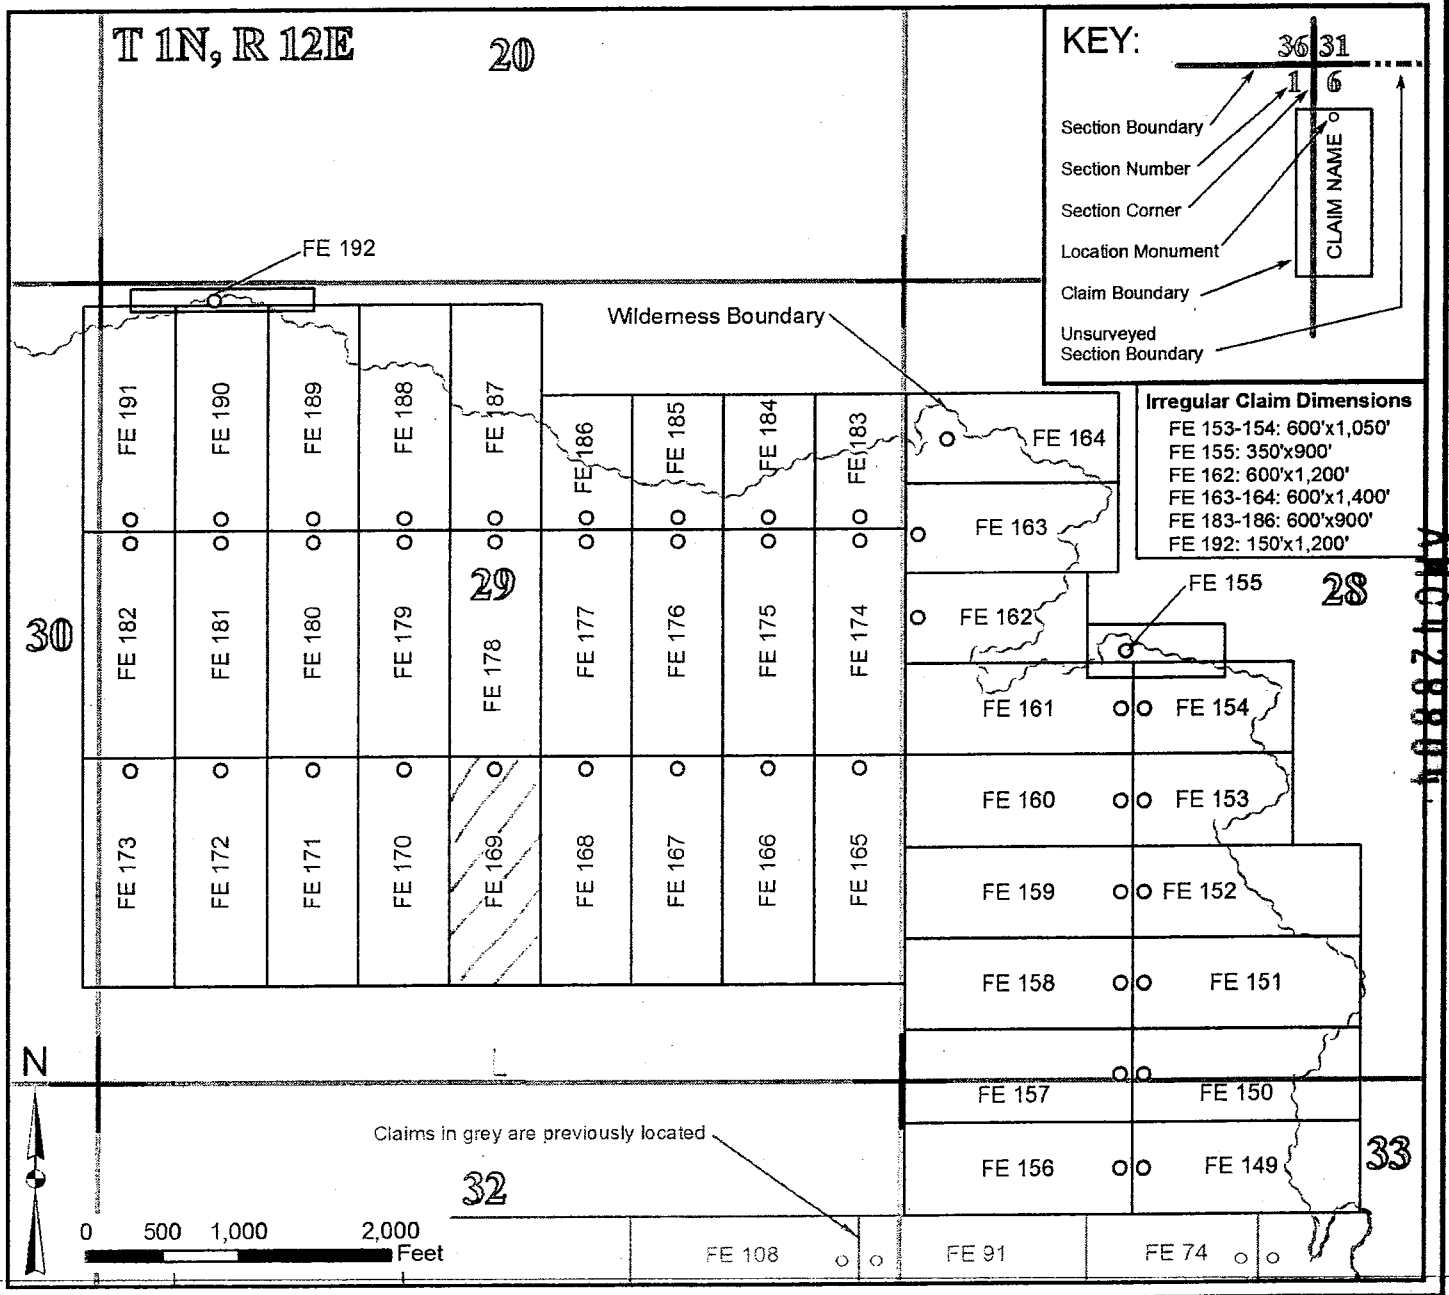 T 1N, R 12E
20
KEY:
36 31
1 6
Section Boundary
Section Number
Section Corner
Location Monument
Claim Boundary
Unsurveyed
Section Boundary
CLAIM NAME
FE 192
Wilderness Boundary
Irregular Claim Dimensions
FE 153-154: 600'x1,050'
FE 155: 350'x900'
FE 162: 600'x1,200'
FE 163-164: 600'x1,400'
FE 183-186: 600'x900'
FE 192: 150'x1,200'
FE 191
FE 190
FE 189
FE 188
FE 187
FE 186
FE 185
FE 184
FE 183
FE 164
FE 163
29
28
30
FE 155
FE 182
FE 181
FE 180
FE 179
FE 178
FE 177
FE 176
FE 175
FE 174
FE 162
FE 161
FE 154
FE 160
FE 153
FE 173
FE 172
FE 171
FE 170
FE 169
FE 168
FE 167
FE 166
FE 165
FE 159
FE 152
FE 158
FE 151
FE 157
FE 150
FE 156
FE 149
AMC428804
N
Claims in grey are previously located
32
33
0 500 1,000 2,000
Feet
FE 108
FE 91
FE 74